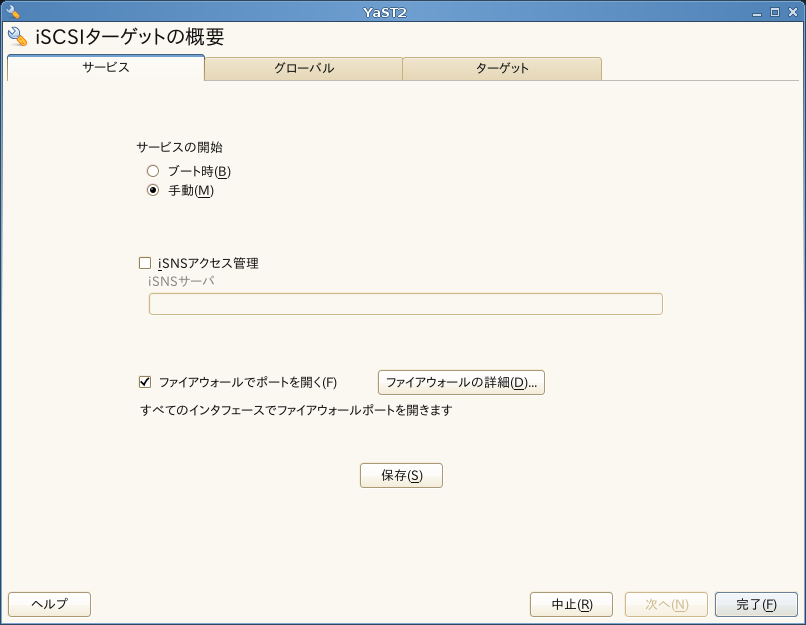 YaST2
iSCSIターゲットの概要
サービス グローバル ターゲット
サービスの開始
ブート時(B)
手動(M)
iSNSアクセス管理
iSNSサーバ
ファイアウォールでポートを開く(F) ファイアウォールの詳細(D)...
すべてのインタフェースでファイアウォールポートを開きます
保存(S)
ヘルプ 中止(R) 次へ(N) 完了(F)